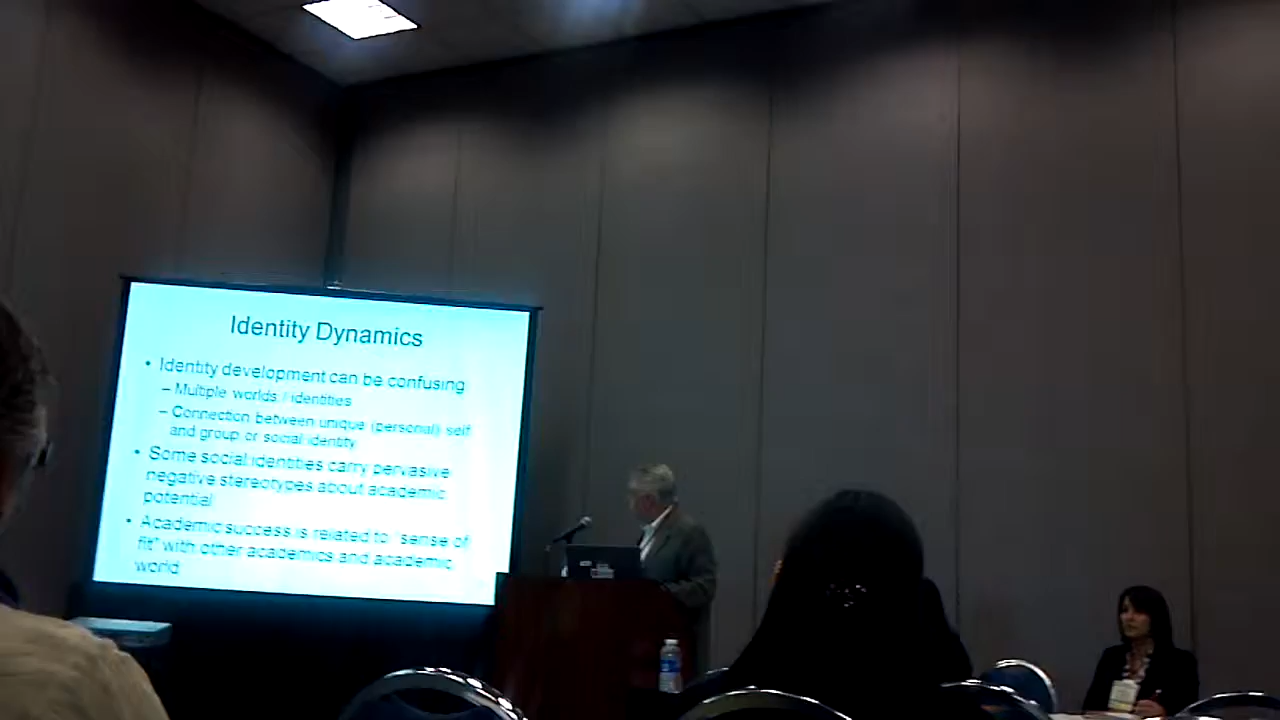 Identity Dynamics
• Identity development can be confusing
– Multiple worlds / identities
– Connection between unique (personal) self
and group or social identity
• Some social identities carry pervasive
negative stereotypes about academic
potential
• Academic success is related to "sense of
fit" with other academics and academic
world